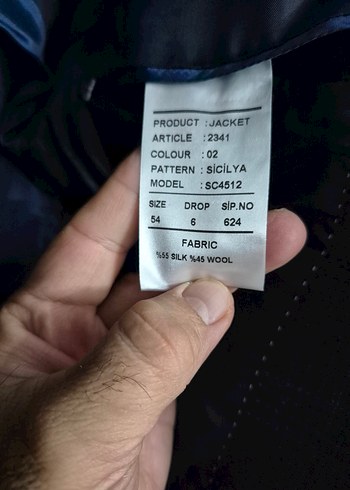 PRODUCT : JACKET
ARTICLE : 2341
COLOUR : 02
PATTERN : SİCİLYA
MODEL : SC4512
SIZE DROP SİP.NO
54 6 624
FABRIC
%55 SILK %45 WOOL